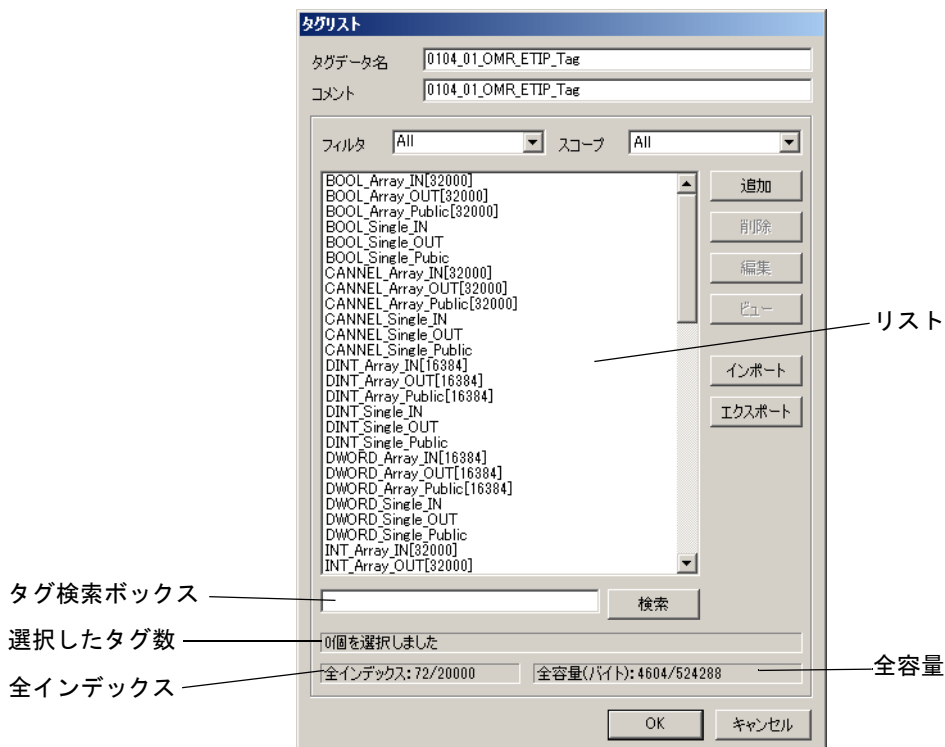 タグリスト
タグデータ名 0104_01_OMR_ETIP_Tag
コメント 0104_01_OMR_ETIP_Tag
フィルタ All スコープ All
BOOL_Array_IN[32000]
BOOL_Array_OUT[32000]
BOOL_Array_Public[32000]
BOOL_Single_IN
BOOL_Single_OUT
BOOL_Single_Pubic
CANNEL_Array_IN[32000]
CANNEL_Array_OUT[32000]
CANNEL_Array_Public[32000]
CANNEL_Single_IN
CANNEL_Single_OUT
CANNEL_Single_Public
DINT_Array_IN[16384]
DINT_Array_OUT[16384]
DINT_Array_Public[16384]
DINT_Single_IN
DINT_Single_OUT
DINT_Single_Public
DWORD_Array_IN[16384]
DWORD_Array_OUT[16384]
DWORD_Array_Public[16384]
DWORD_Single_IN
DWORD_Single_OUT
DWORD_Single_Public
INT_Array_IN[32000]
INT_Array_OUT[32000]
追加
削除
編集
ビュー
インポート
エクスポート
リスト
タグ検索ボックス
検索
選択したタグ数
0個を選択しました
全インデックス
全インデックス: 72/20000
全容量(バイト): 4604/524288
全容量
OK キャンセル